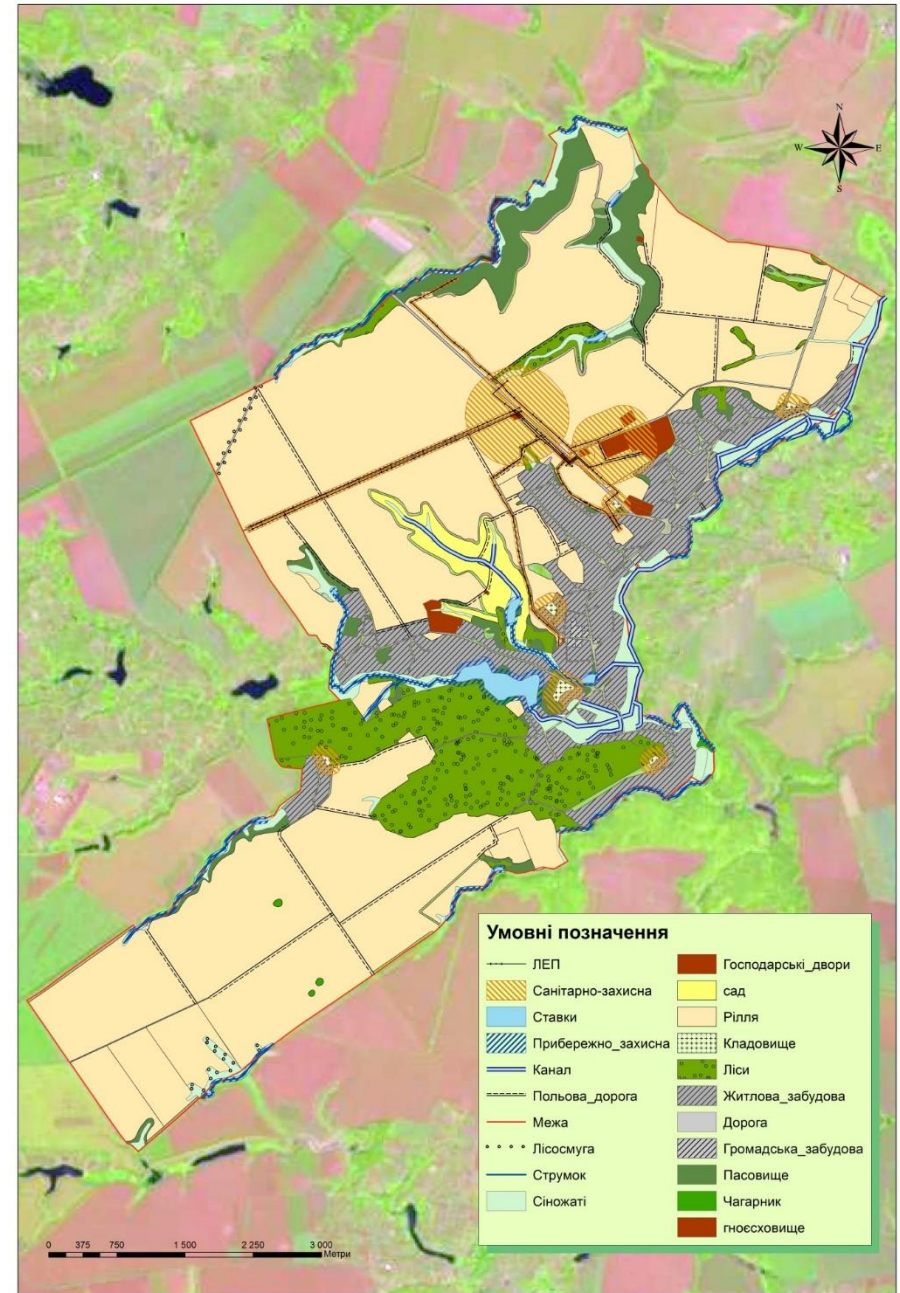 N
W E
S
Умовні позначення
ЛЕП
Санітарно-захисна
Ставки
Прибережно_захисна
Канал
Польова_дорога
Межа
Лісосмуга
Струмок
Сіножаті
Господарські_двори
сад
Рілля
Кладовище
Ліси
Житлова_забудова
Дорога
Громадська_забудова
Пасовище
Чагарник
гноєсховище
0 375 750 1 500 2 250 3 000
Метри